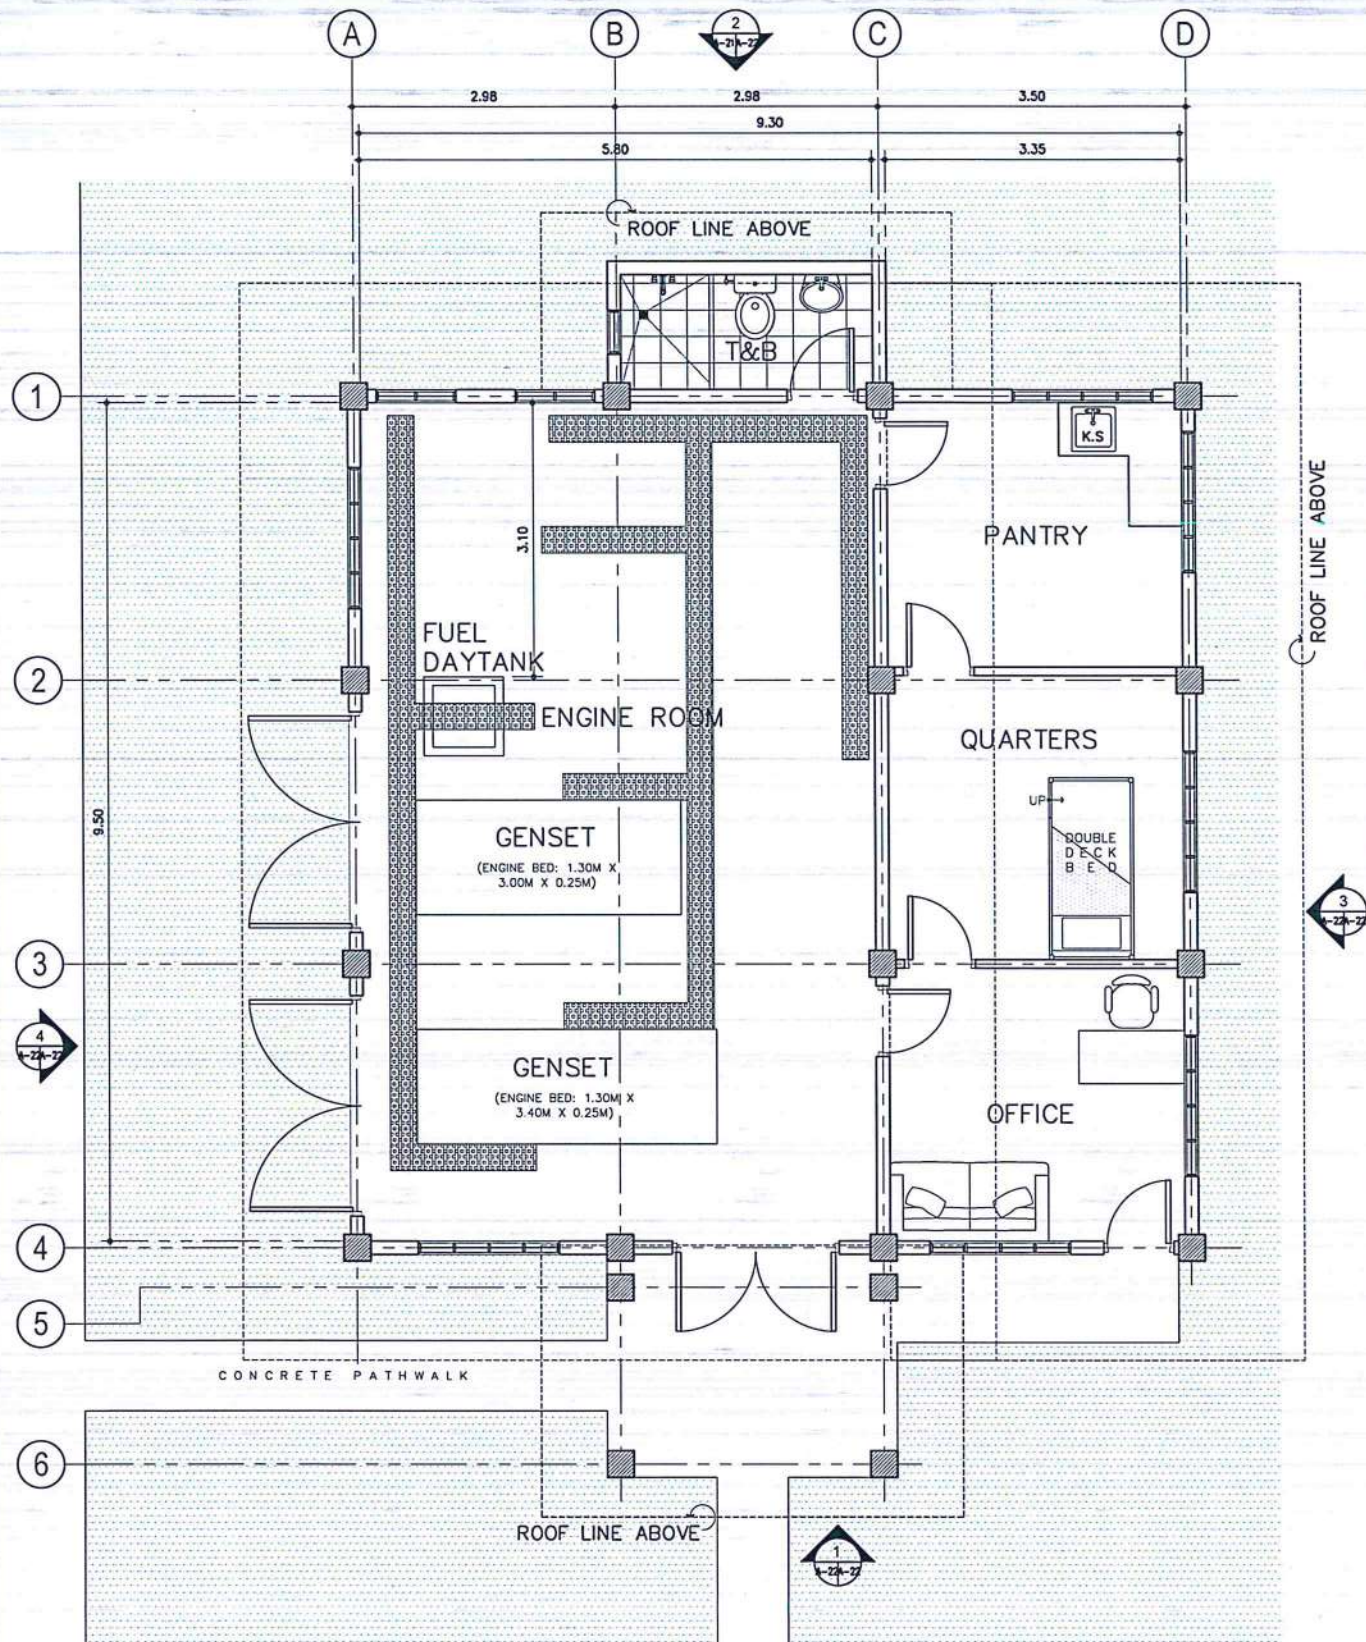 A
B
2
C
D
2.98
2.98
3.50
9.30
5.80
3.35
ROOF LINE ABOVE
T&B
1
K.S
PANTRY
3.10
ROOF LINE ABOVE
FUEL
DAYTANK
2
ENGINE ROOM
QUARTERS
UP
9.50
GENSET
(ENGINE BED: 1.30M X
3.00M X 0.25M)
DOUBLE
DECK
BED
3
3
4
GENSET
(ENGINE BED: 1.30M X
3.40M X 0.25M)
OFFICE
4
5
CONCRETE PATHWALK
6
ROOF LINE ABOVE
1